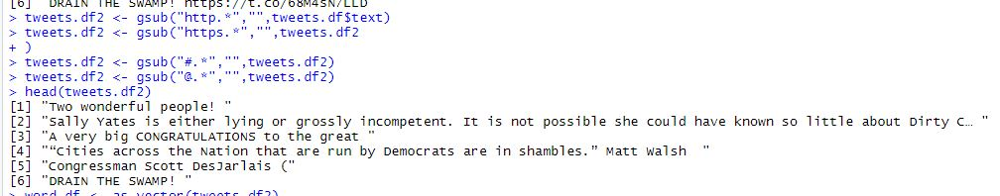 [6] "DRAIN THE SWAMP! https://t.co/68M4sN/LLD
> tweets.df2 <- gsub("http.*","",tweets.df$text)
> tweets.df2 <- gsub("https.*","",tweets.df2
+ )
> tweets.df2 <- gsub("#.*","",tweets.df2)
> tweets.df2 <- gsub("@.*","",tweets.df2)
> head(tweets.df2)
[1] "Two wonderful people! "
[2] "Sally Yates is either lying or grossly incompetent. It is not possible she could have known so little about Dirty C… "
[3] "A very big CONGRATULATIONS to the great "
[4] "“Cities across the Nation that are run by Democrats are in shambles.” Matt Walsh  "
[5] "Congressman Scott DesJarlais ("
[6] "DRAIN THE SWAMP! "
> word.df <- as.vector(tweets.df2)